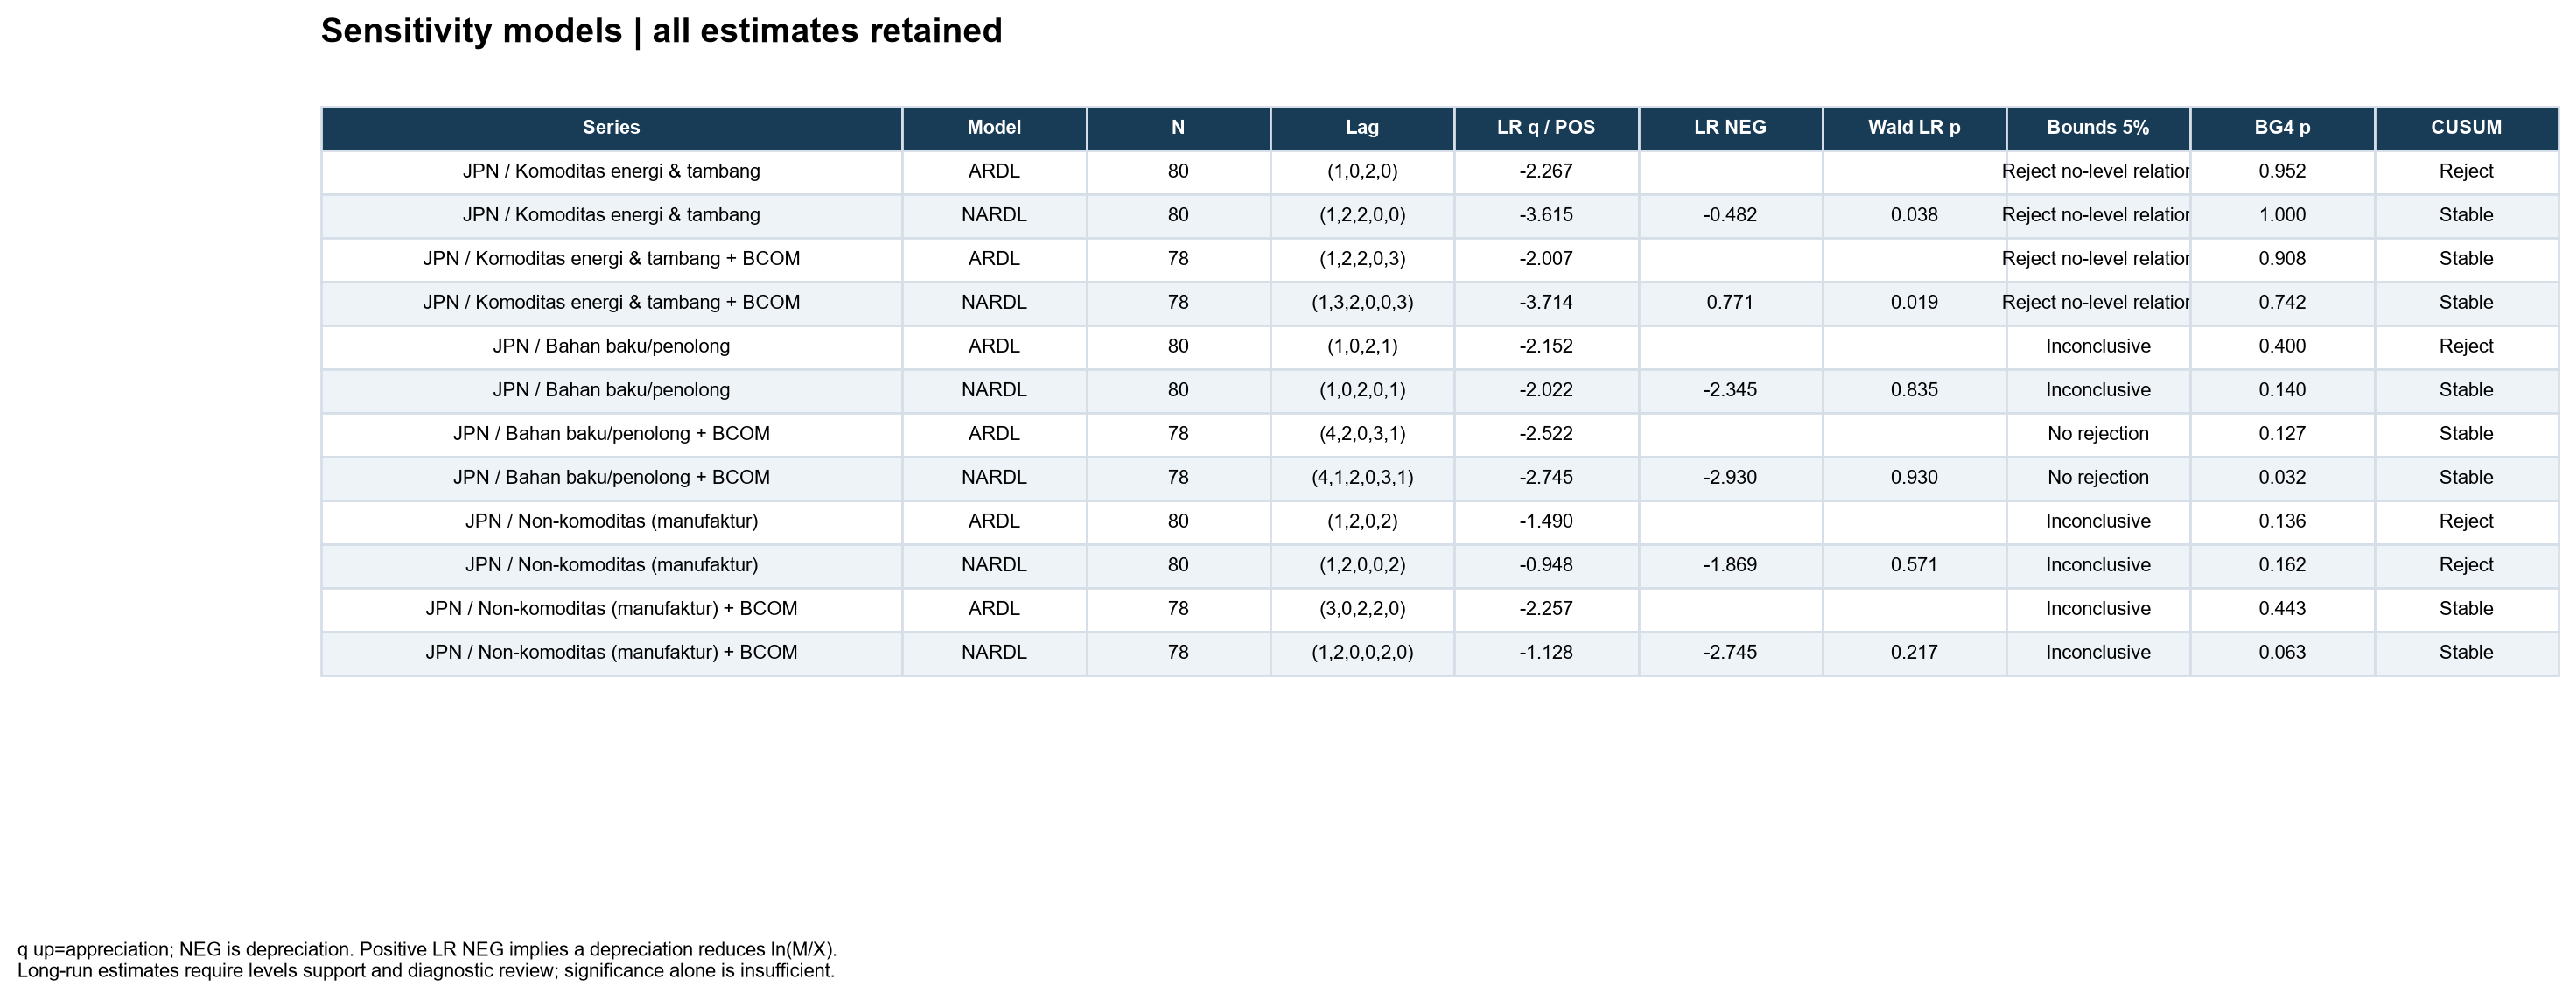 Sensitivity models | all estimates retained
Series Model N Lag LR q / POS LR NEG Wald LR p Bounds 5% BG4 p CUSUM
JPN / Komoditas energi & tambang ARDL 80 (1,0,2,0) -2.267 Reject no-level relation 0.952 Reject
JPN / Komoditas energi & tambang NARDL 80 (1,2,2,0,0) -3.615 -0.482 0.038 Reject no-level relation 1.000 Stable
JPN / Komoditas energi & tambang + BCOM ARDL 78 (1,2,2,0,3) -2.007 Reject no-level relation 0.908 Stable
JPN / Komoditas energi & tambang + BCOM NARDL 78 (1,3,2,0,0,3) -3.714 0.771 0.019 Reject no-level relation 0.742 Stable
JPN / Bahan baku/penolong ARDL 80 (1,0,2,1) -2.152 Inconclusive 0.400 Reject
JPN / Bahan baku/penolong NARDL 80 (1,0,2,0,1) -2.022 -2.345 0.835 Inconclusive 0.140 Stable
JPN / Bahan baku/penolong + BCOM ARDL 78 (4,2,0,3,1) -2.522 No rejection 0.127 Stable
JPN / Bahan baku/penolong + BCOM NARDL 78 (4,1,2,0,3,1) -2.745 -2.930 0.930 No rejection 0.032 Stable
JPN / Non-komoditas (manufaktur) ARDL 80 (1,2,0,2) -1.490 Inconclusive 0.136 Reject
JPN / Non-komoditas (manufaktur) NARDL 80 (1,2,0,0,2) -0.948 -1.869 0.571 Inconclusive 0.162 Reject
JPN / Non-komoditas (manufaktur) + BCOM ARDL 78 (3,0,2,2,0) -2.257 Inconclusive 0.443 Stable
JPN / Non-komoditas (manufaktur) + BCOM NARDL 78 (1,2,0,0,2,0) -1.128 -2.745 0.217 Inconclusive 0.063 Stable
q up=appreciation; NEG is depreciation. Positive LR NEG implies a depreciation reduces ln(M/X).
Long-run estimates require levels support and diagnostic review; significance alone is insufficient.